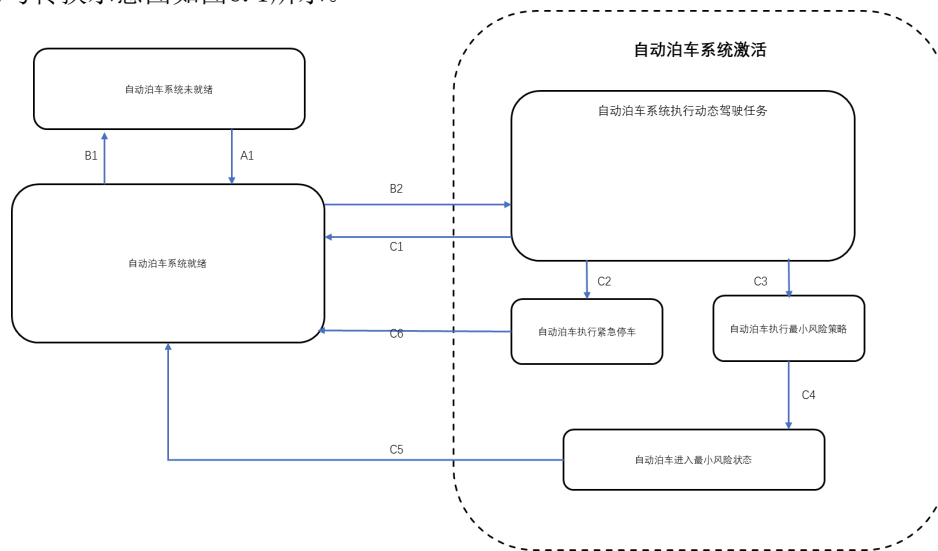 自动泊车系统激活
自动泊车系统未就绪
自动泊车系统执行动态驾驶任务
B1
A1
B2
C1
自动泊车系统就绪
C2
C3
自动泊车执行紧急停车
自动泊车执行最小风险策略
C6
C4
C5
自动泊车进入最小风险状态